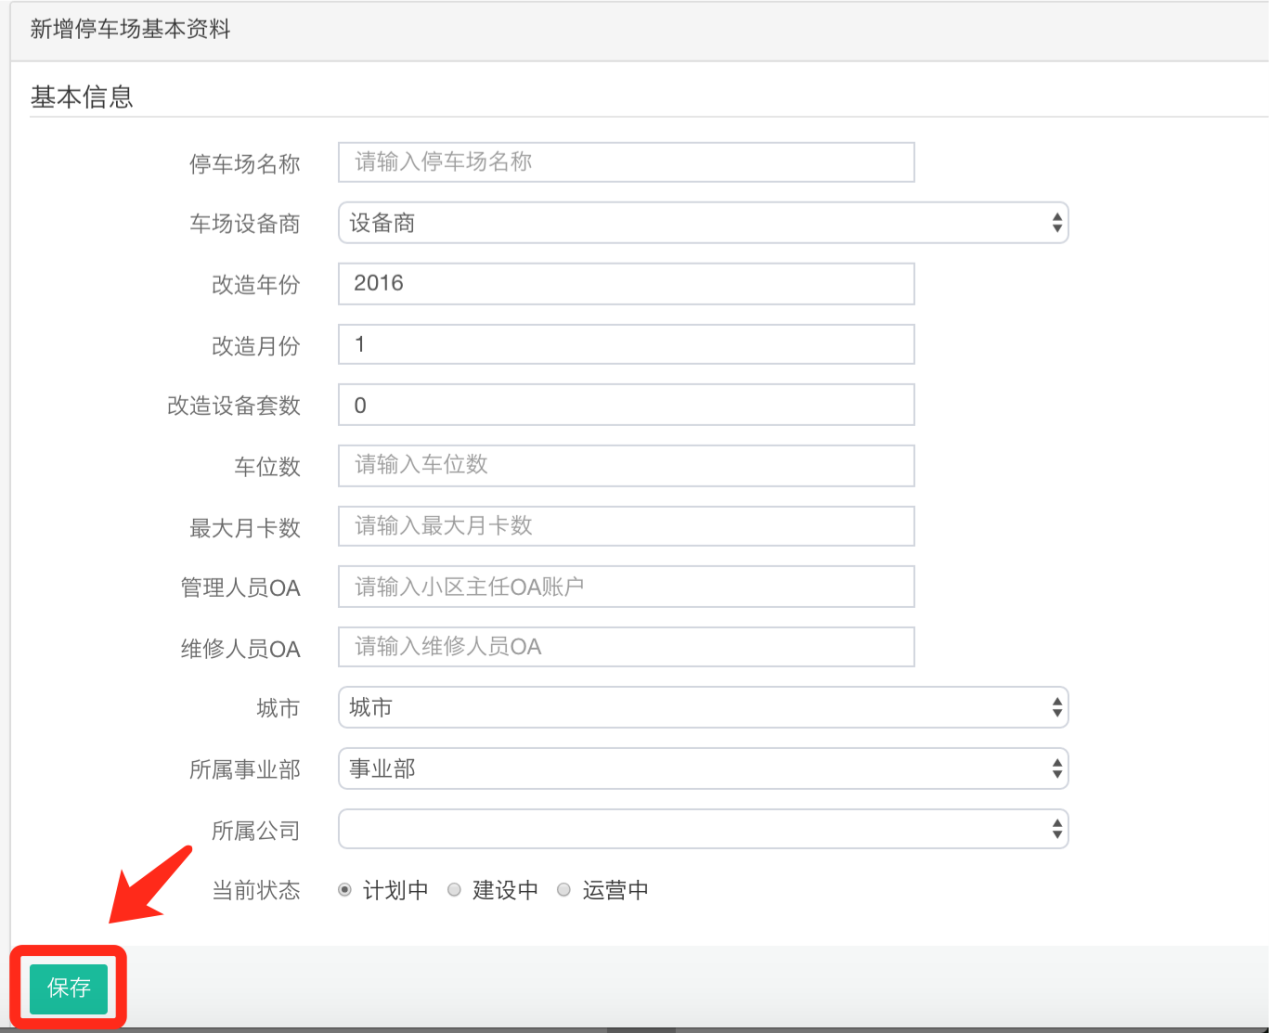 新增停车场基本资料
基本信息
停车场名称 请输入停车场名称
车场设备商 设备商
改造年份 2016
改造月份 1
改造设备套数 0
车位数 请输入车位数
最大月卡数 请输入最大月卡数
管理人员OA 请输入小区主任OA账户
维修人员OA 请输入维修人员OA
城市 城市
所属事业部 事业部
所属公司
当前状态 计划中 建设中 运营中
保存